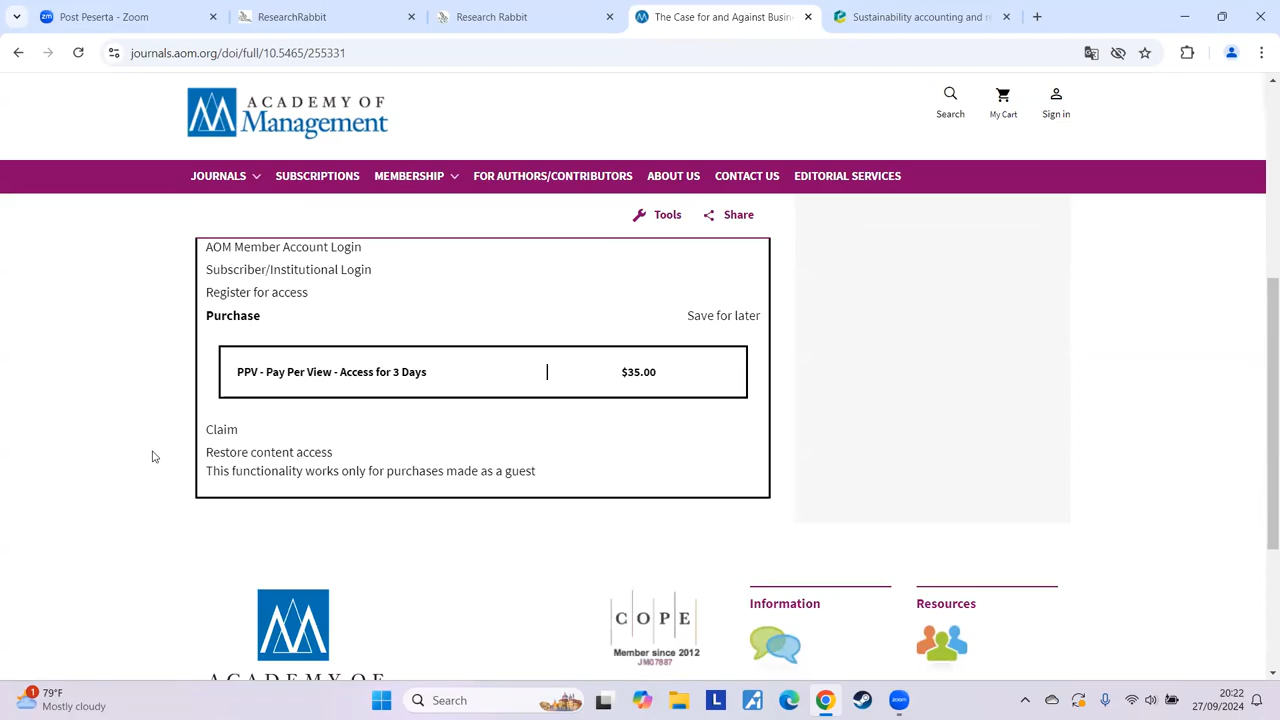 Post Peserta - Zoom
ResearchRabbit
Research Rabbit
The Case for and Against Busin
Sustainability accounting and r
journals.aom.org/doi/full/10.5465/255331
ACADEMY OF
Management
Search
My Cart
Sign in
JOURNALS
SUBSCRIPTIONS
MEMBERSHIP
FOR AUTHORS/CONTRIBUTORS
ABOUT US
CONTACT US
EDITORIAL SERVICES
Tools
Share
AOM Member Account Login
Subscriber/Institutional Login
Register for access
Purchase
Save for later
PPV - Pay Per View - Access for 3 Days
$35.00
Claim
Restore content access
This functionality works only for purchases made as a guest
COPE
Member since 2012
JM07887
Information
Resources
ACADEMY OF
1
79°F
Mostly cloudy
Search
20:22
27/09/2024